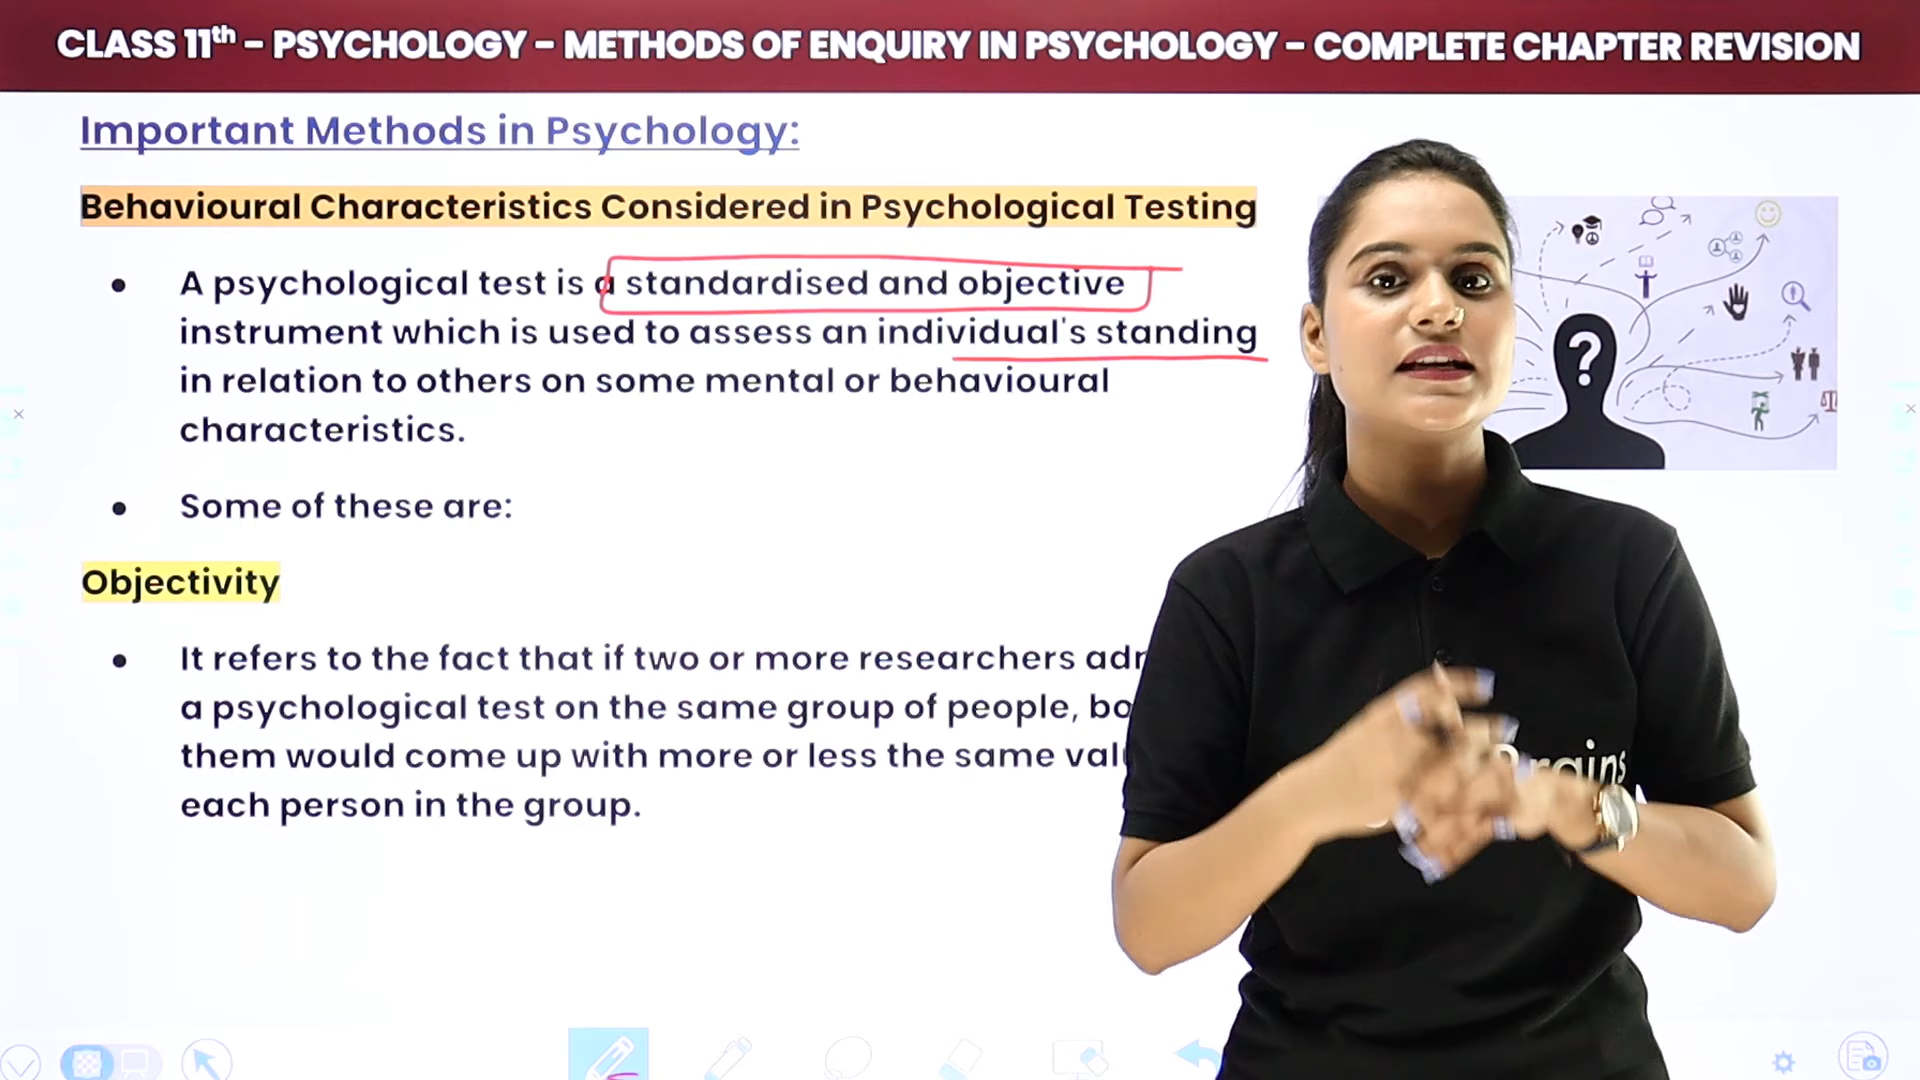 CLASS 11th – PSYCHOLOGY – METHODS OF ENQUIRY IN PSYCHOLOGY – COMPLETE CHAPTER REVISION
Important Methods in Psychology:
Behavioural Characteristics Considered in Psychological Testing
• A psychological test is a standardised and objective
instrument which is used to assess an individual's standing
in relation to others on some mental or behavioural
characteristics.
• Some of these are:
Objectivity
• It refers to the fact that if two or more researchers
a psychological test on the same group of people,
them would come up with more or less the same
each person in the group.
?